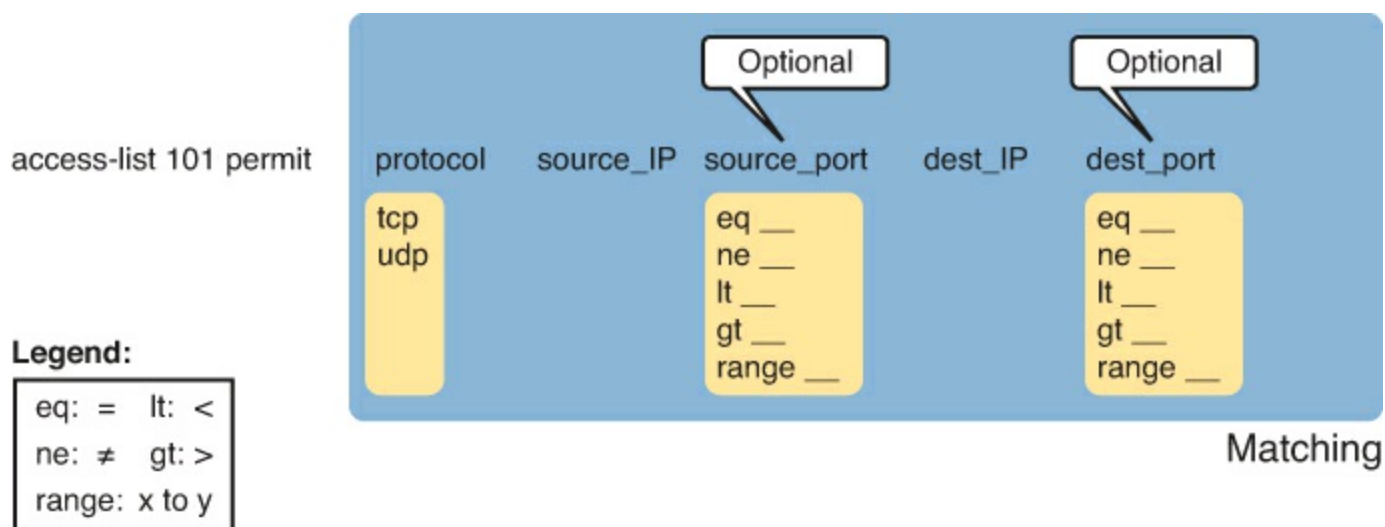 Optional Optional
access-list 101 permit protocol source_IP source_port dest_IP dest_port
tcp eq __ eq __
udp ne __ ne __
lt __ lt __
gt __ gt __
range __ range __
Legend:
eq: = lt: <
ne: ≠ gt: >
range: x to y
Matching